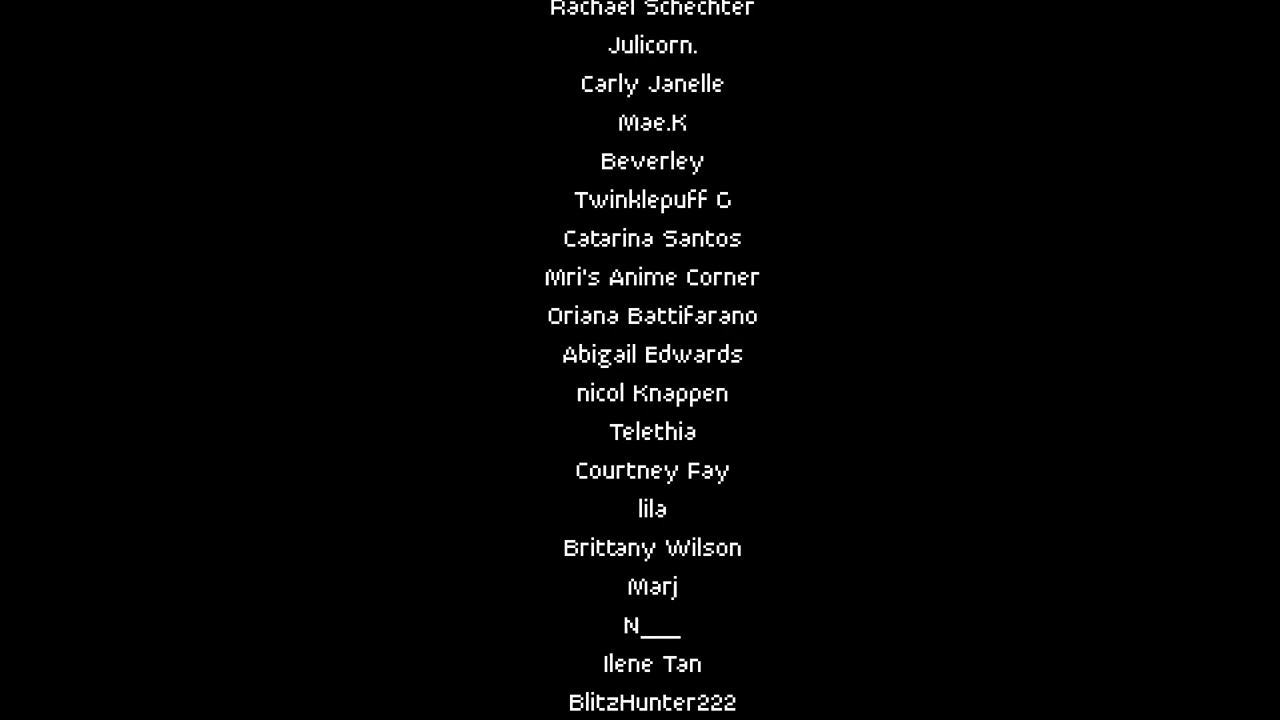 Rachael Schechter
Julicorn.
Carly Janelle
Mae.K
Beverley
Twinklepuff G
Catarina Santos
Mri's Anime Corner
Oriana Battifarano
Abigail Edwards
nicol Knappen
Telethia
Courtney Fay
lila
Brittany Wilson
Marj
N___
Ilene Tan
BlitzHunter222